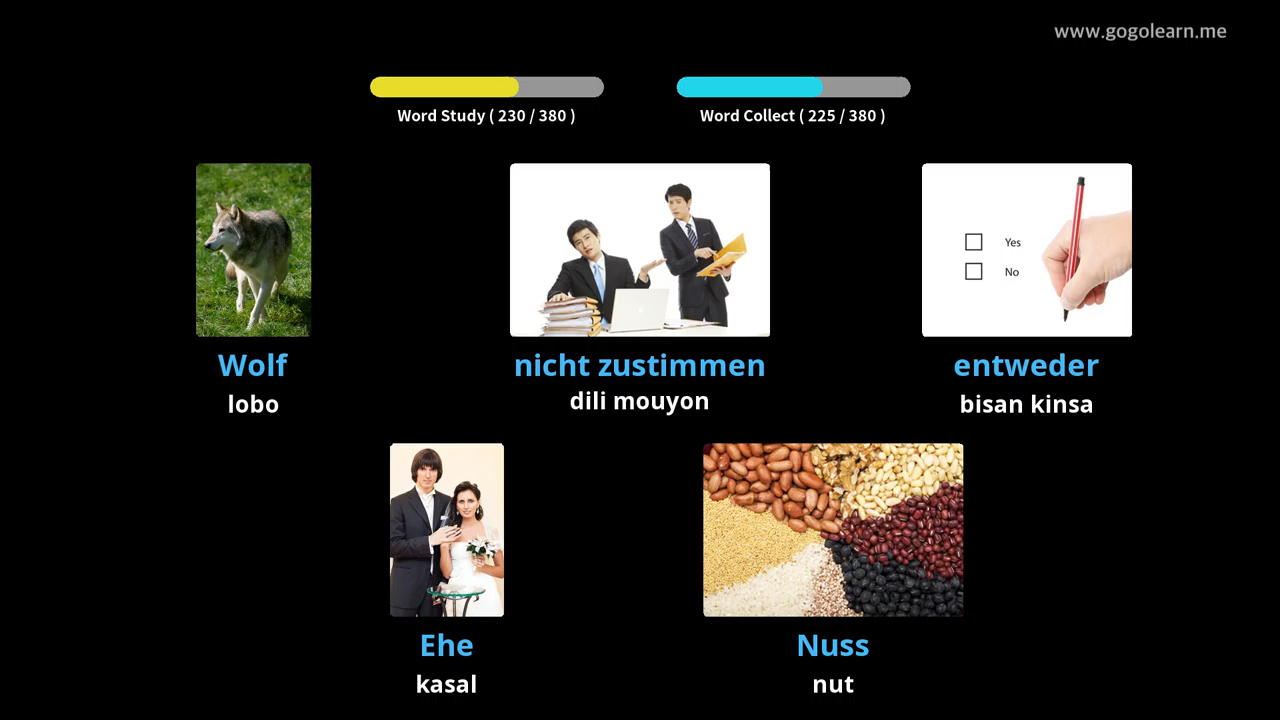 www.gogolearn.me
Word Study ( 230 / 380 )
Word Collect ( 225 / 380 )
Yes
No
Wolf
lobo
nicht zustimmen
dili mouyon
entweder
bisan kinsa
Ehe
kasal
Nuss
nut